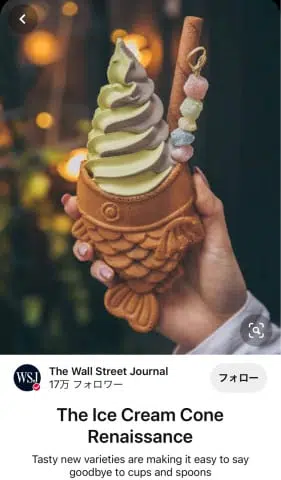 WSJ
The Wall Street Journal
17万 フォロワー
フォロー
The Ice Cream Cone
Renaissance
Tasty new varieties are making it easy to say
goodbye to cups and spoons